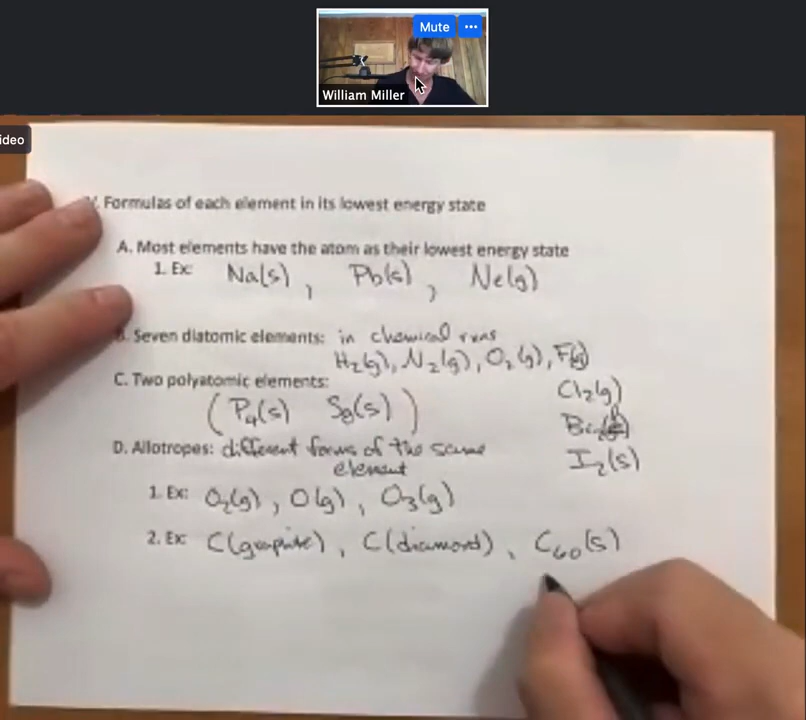 Mute
William Miller
ideo
. Formulas of each element in its lowest energy state
A. Most elements have the atom as their lowest energy state
1. Ex: Na(s) , Pb(s) , Ne(g)
Seven diatomic elements: in chemical rxns
H₂(g), N₂(g), O₂(g), F(g)
C. Two polyatomic elements:
Cl₂(g)
(P₄(s) S₈(s))
I₂(s)
D. Allotropes: different forms of the same
element
1. Ex: O₂(g) , O(g) , O₃(g)
2. Ex: C(graphite) , C(diamond) , C₆₀(s)